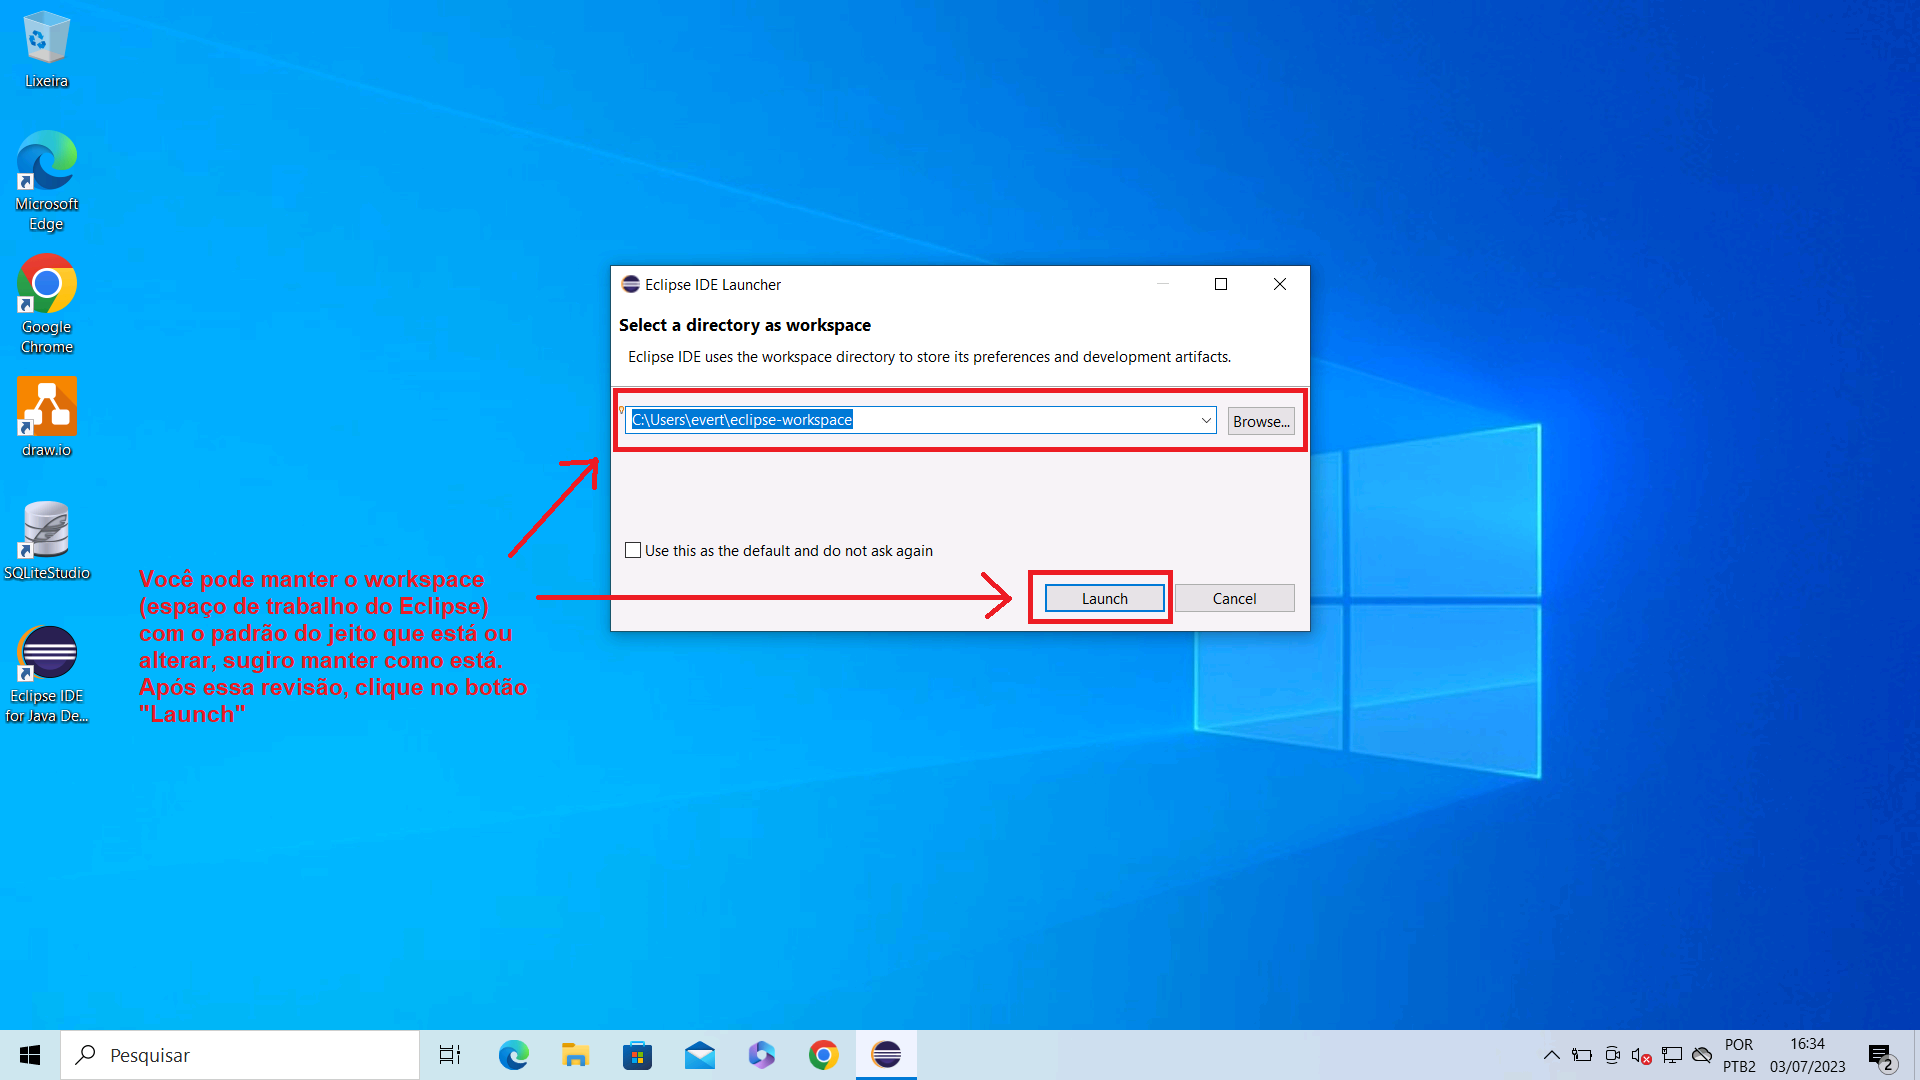 Lixeira
Microsoft
Edge
Google
Chrome
draw.io
SQLiteStudio
Eclipse IDE
for Java De...
Eclipse IDE Launcher
Select a directory as workspace
Eclipse IDE uses the workspace directory to store its preferences and development artifacts.
C:\Users\evert\eclipse-workspace
Browse...
Use this as the default and do not ask again
Launch
Cancel
Você pode manter o workspace
(espaço de trabalho do Eclipse)
com o padrão do jeito que está ou
alterar, sugiro manter como está.
Após essa revisão, clique no botão
"Launch"
Pesquisar
POR
PTB2
16:34
03/07/2023
2